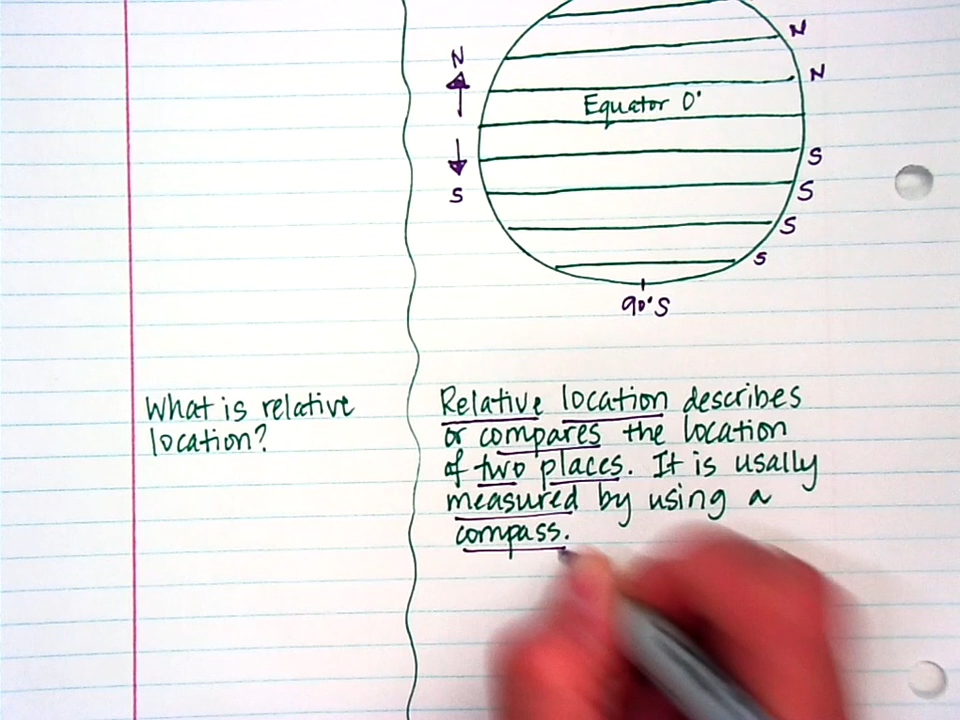 N
N
N
Equator 0°
S
S
S
S
S
90°S
What is relative
location?
Relative location describes
or compares the location
of two places. It is usally
measured by using a
compass.